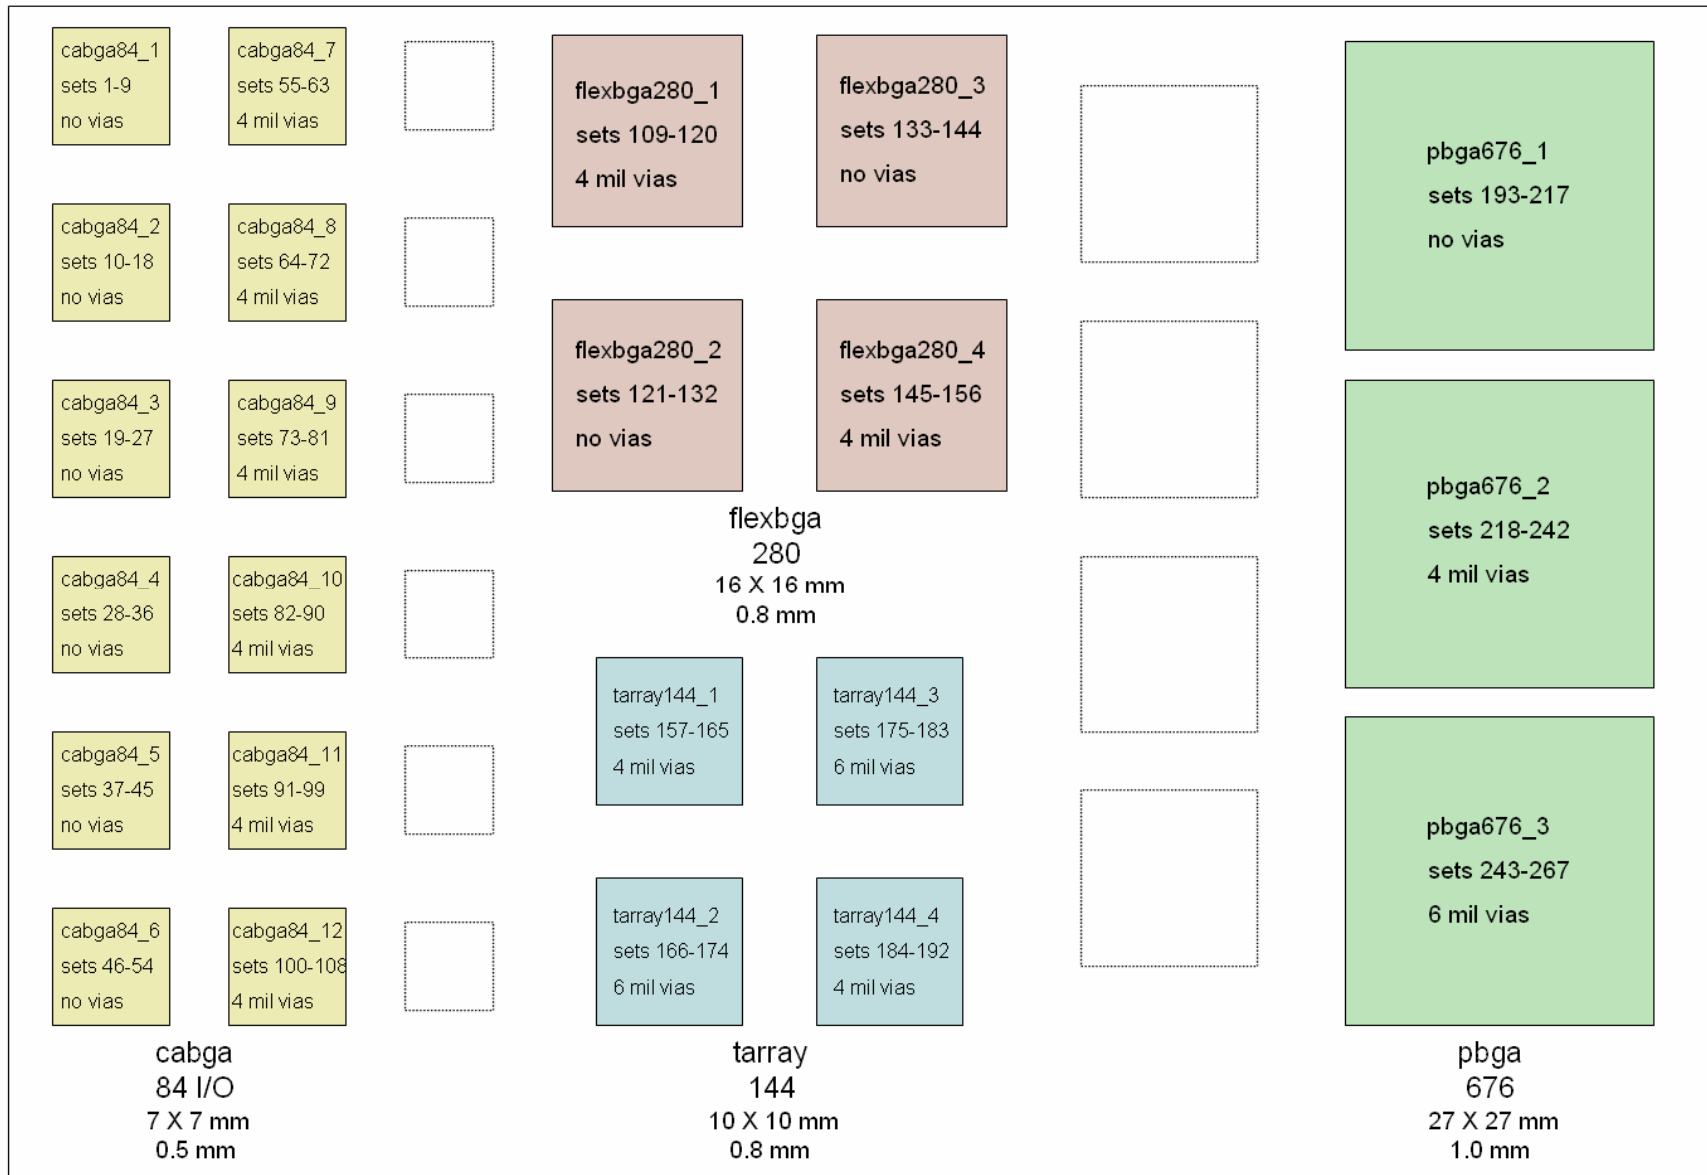 cabga84_1
sets 1-9
no vias
cabga84_7
sets 55-63
4 mil vias
cabga84_2
sets 10-18
no vias
cabga84_8
sets 64-72
4 mil vias
cabga84_3
sets 19-27
no vias
cabga84_9
sets 73-81
4 mil vias
cabga84_4
sets 28-36
no vias
cabga84_10
sets 82-90
4 mil vias
cabga84_5
sets 37-45
no vias
cabga84_11
sets 91-99
4 mil vias
cabga84_6
sets 46-54
no vias
cabga84_12
sets 100-108
4 mil vias
cabga
84 I/O
7 X 7 mm
0.5 mm
flexbga280_1
sets 109-120
4 mil vias
flexbga280_3
sets 133-144
no vias
flexbga280_2
sets 121-132
no vias
flexbga280_4
sets 145-156
4 mil vias
flexbga
280
16 X 16 mm
0.8 mm
tarray144_1
sets 157-165
4 mil vias
tarray144_3
sets 175-183
6 mil vias
tarray144_2
sets 166-174
6 mil vias
tarray144_4
sets 184-192
4 mil vias
tarray
144
10 X 10 mm
0.8 mm
pbga676_1
sets 193-217
no vias
pbga676_2
sets 218-242
4 mil vias
pbga676_3
sets 243-267
6 mil vias
pbga
676
27 X 27 mm
1.0 mm